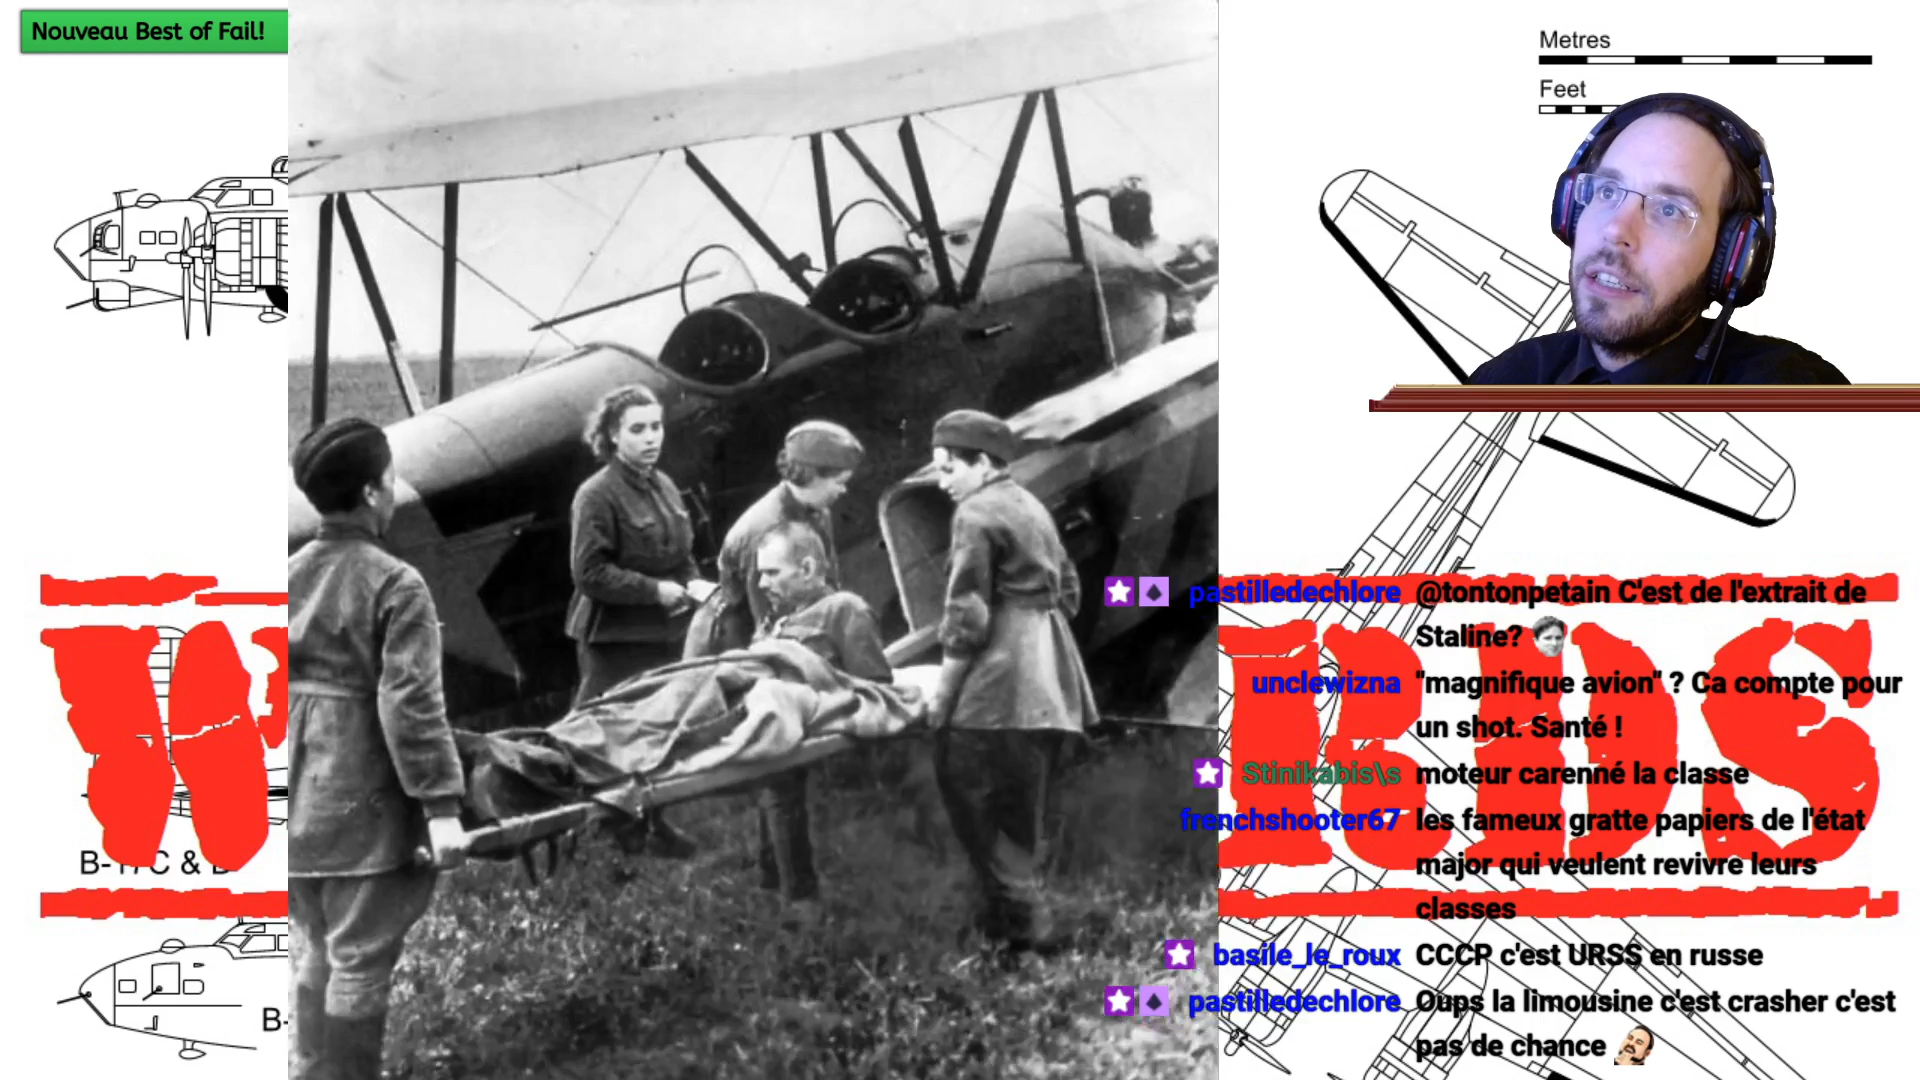 Nouveau Best of Fail!
Metres
Feet
pastilledechlore @tontonpetain C'est de l'extrait de
Staline?
unclewizna "magnifique avion" ? Ca compte pour
un shot. Santé !
Stinikabis\s moteur carenné la classe
frenchshooter67 les fameux gratte papiers de l'état
major qui veulent revivre leurs
classes
basile_le_roux CCCP c'est URSS en russe
pastilledechlore Oups la limousine c'est crasher c'est
pas de chance